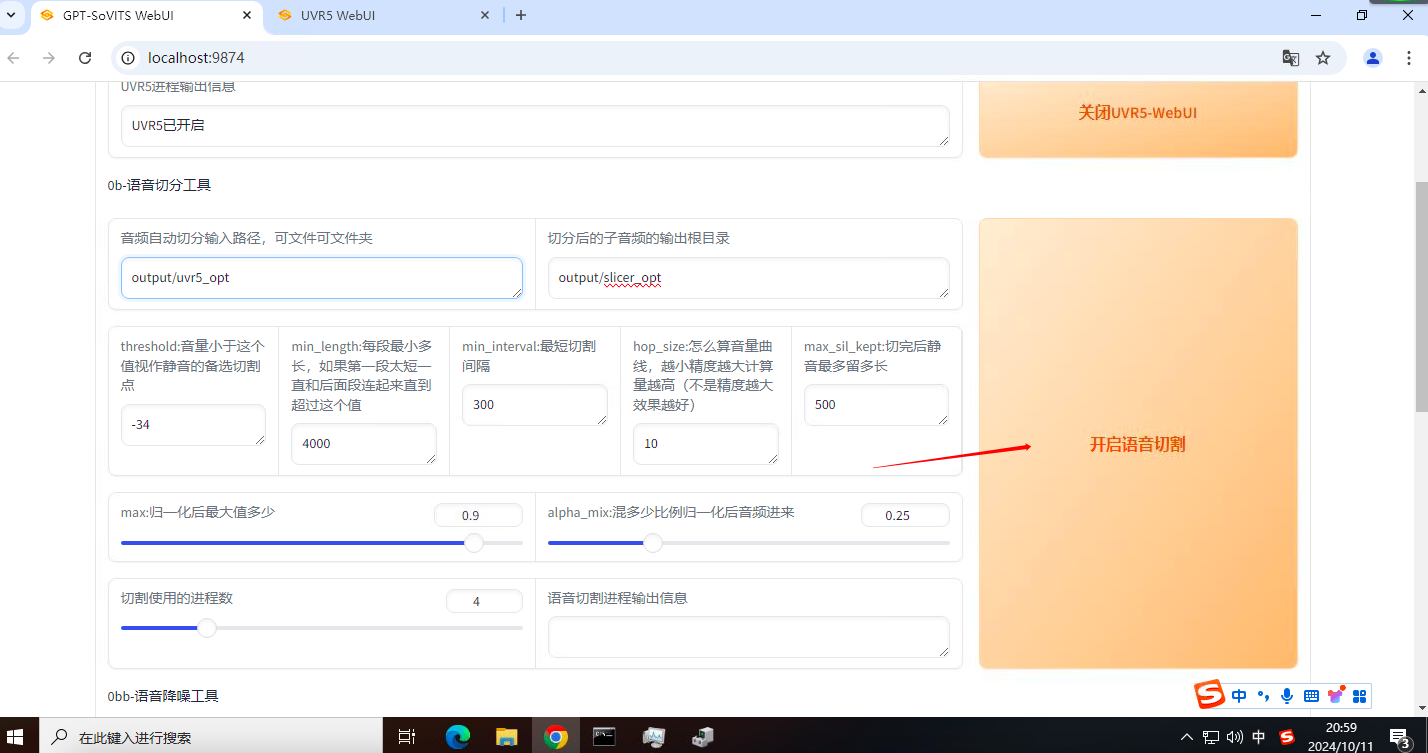 GPT-SoVITS WebUI
UVR5 WebUI
localhost:9874
UVR5进程输出信息
UVR5已开启
关闭UVR5-WebUI
0b-语音切分工具
音频自动切分输入路径，可文件可文件夹
output/uvr5_opt
切分后的子音频的输出根目录
output/slicer_opt
threshold:音量小于这个
值视作静音的备选切割
点
-34
min_length:每段最小多
长，如果第一段太短一
直和后面段连起来直到
超过这个值
4000
min_interval:最短切割
间隔
300
hop_size:怎么算音量曲
线，越小精度越大计算
量越高（不是精度越大
效果越好）
10
max_sil_kept:切完后静
音最多留多长
500
开启语音切割
max:归一化后最大值多少
0.9
alpha_mix:混多少比例归一化后音频进来
0.25
切割使用的进程数
4
语音切割进程输出信息
0bb-语音降噪工具
中
在此键入进行搜索
中
20:59
2024/10/11
3